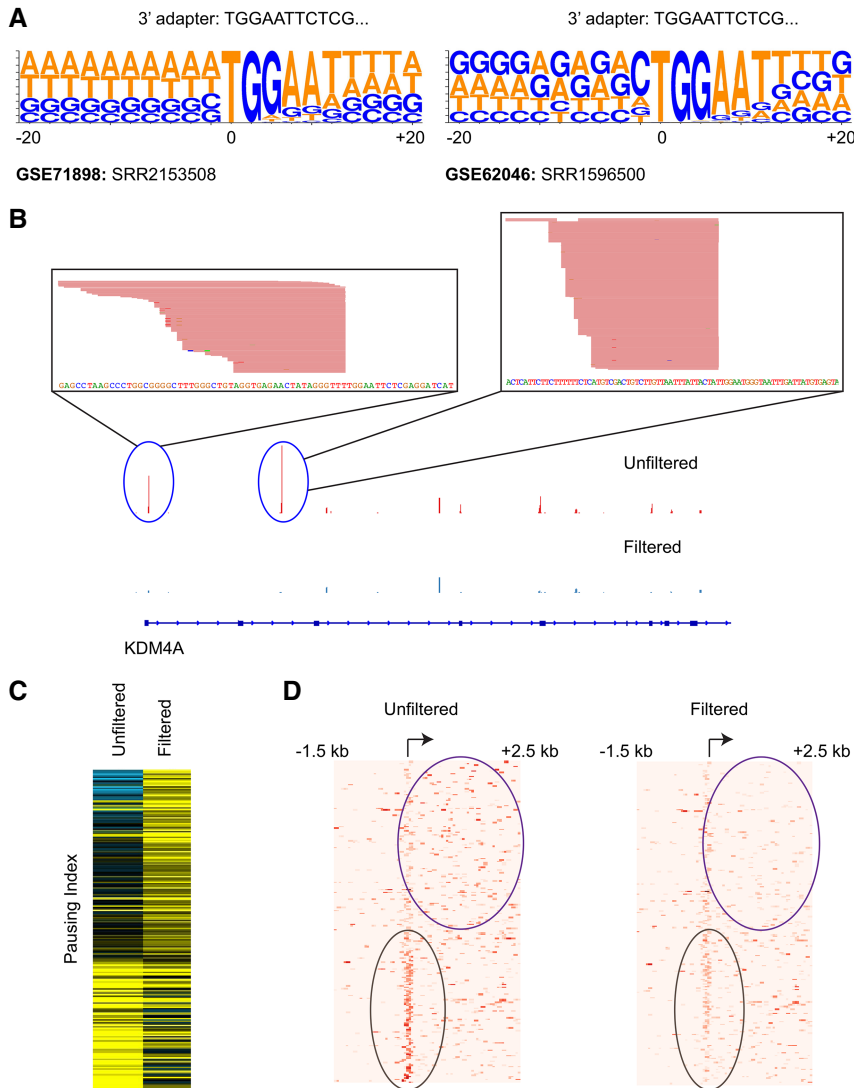 A
3' adapter: TGGAATTCTCG...
3' adapter: TGGAATTCTCG...
-20 0 +20
-20 0 +20
GSE71898: SRR2153508
GSE62046: SRR1596500
B
GAGCCTAAGCCCTGGCGGGGCTTTGGGCTGTAGGTGAGAACTATAGGGTTTTGGAATTCTCGAGGATCAT
ACTCATTCTTCTTTTTTCTCATGTCGACTGTCTTGTTAATTTATTACTATTGGAATGGGTAATTTGATTATGTGAGTA
Unfiltered
Filtered
KDM4A
C
Unfiltered
Filtered
Pausing Index
D
Unfiltered
Filtered
-1.5 kb +2.5 kb
-1.5 kb +2.5 kb